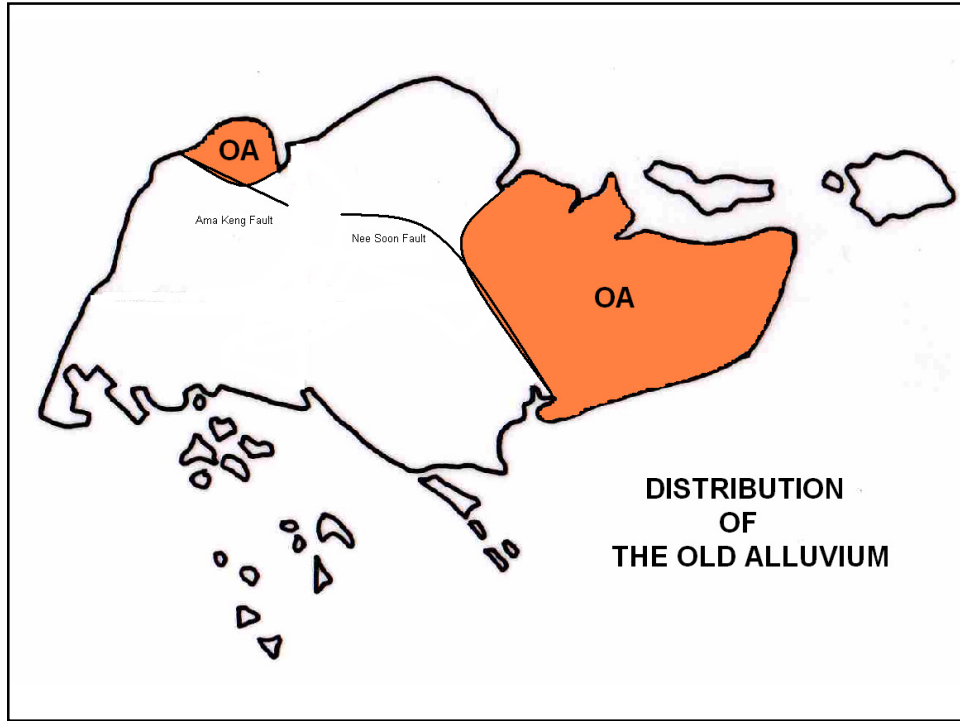 OA
Ama Keng Fault
Nee Soon Fault
OA
DISTRIBUTION
OF
THE OLD ALLUVIUM